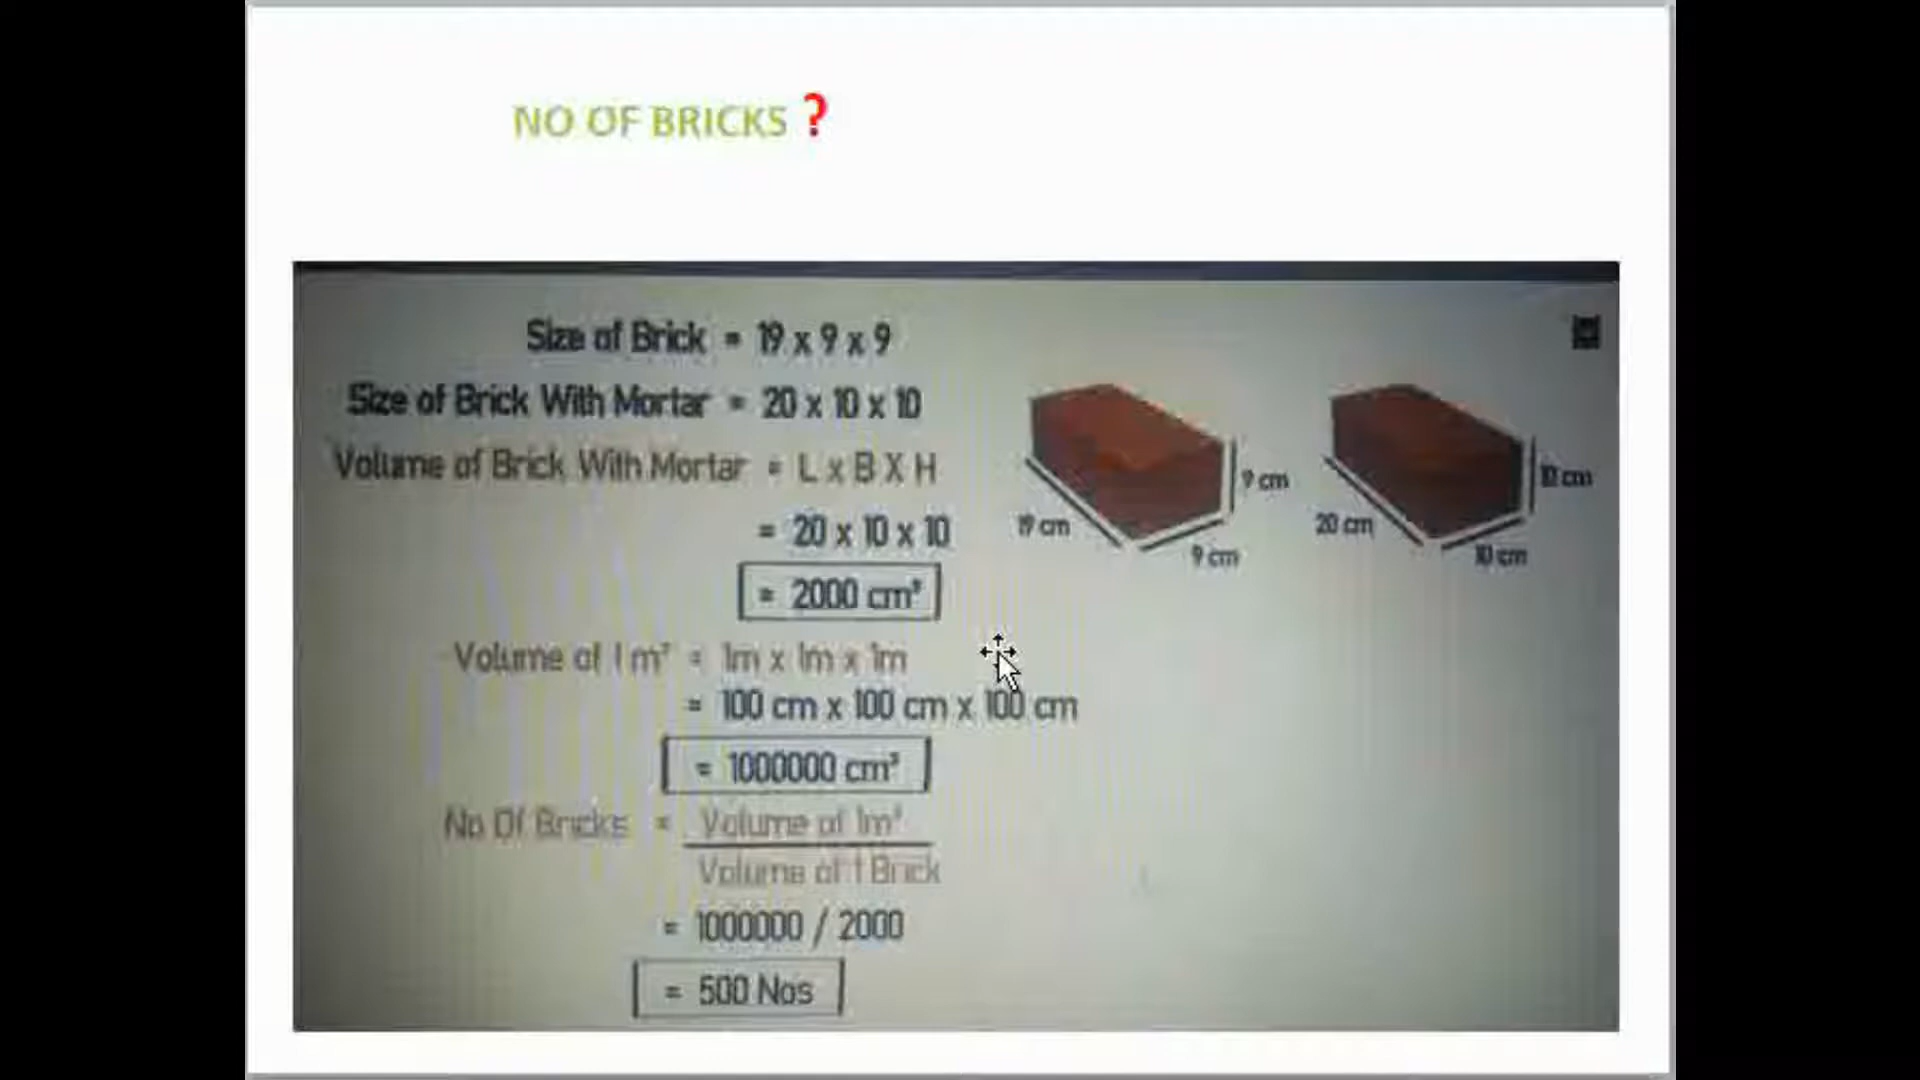 NO OF BRICKS ?
Size of Brick = 19 x 9 x 9
Size of Brick With Mortar = 20 x 10 x 10
Volume of Brick With Mortar = L x B X H
= 20 x 10 x 10
= 2000 cm³
9 cm
19 cm
9 cm
10 cm
20 cm
10 cm
Volume of 1 m³ = 1m x 1m x 1m
= 100 cm x 100 cm x 100 cm
= 1000000 cm³
No Of Bricks = Volume of 1m³
Volume of 1 Brick
= 1000000 / 2000
= 500 Nos